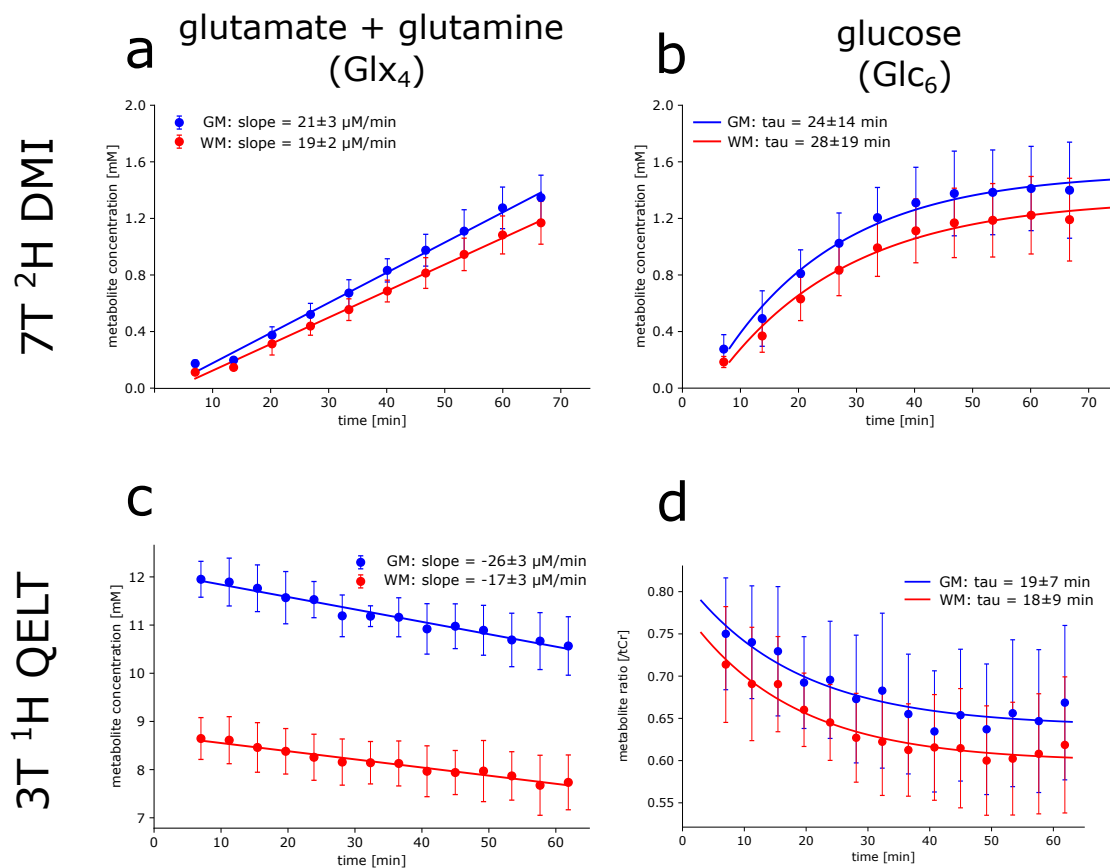 glutamate + glutamine
(Glx₄)
glucose
(Glc₆)
7T ²H DMI
a
metabolite concentration [mM]
2.0
1.6
1.2
0.8
0.4
0.0
GM: slope = 21±3 µM/min
WM: slope = 19±2 µM/min
10 20 30 40 50 60 70
time [min]
b
metabolite concentration [mM]
2.0
1.6
1.2
0.8
0.4
0.0
GM: tau = 24±14 min
WM: tau = 28±19 min
0 10 20 30 40 50 60 70
time [min]
3T ¹H QELT
c
metabolite concentration [mM]
12
11
10
9
8
7
GM: slope = -26±3 µM/min
WM: slope = -17±3 µM/min
0 10 20 30 40 50 60
time [min]
d
metabolite ratio [/tCr]
0.80
0.75
0.70
0.65
0.60
0.55
GM: tau = 19±7 min
WM: tau = 18±9 min
0 10 20 30 40 50 60
time [min]